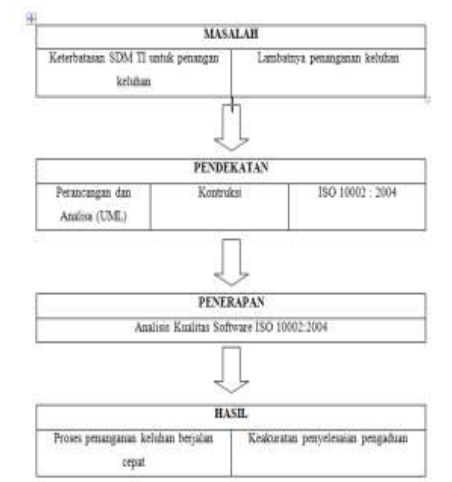 MASALAH
Keterbatasan SDM TI untuk penangan
keluhan
Lambatnya penanganan keluhan
PENDEKATAN
Perancangan dan
Analisa (UML)
Kontruksi
ISO 10002 : 2004
PENERAPAN
Analisis Kualitas Software ISO 10002:2004
HASIL
Proses penanganan keluhan berjalan
cepat
Keakuratan penyelesaian pengaduan